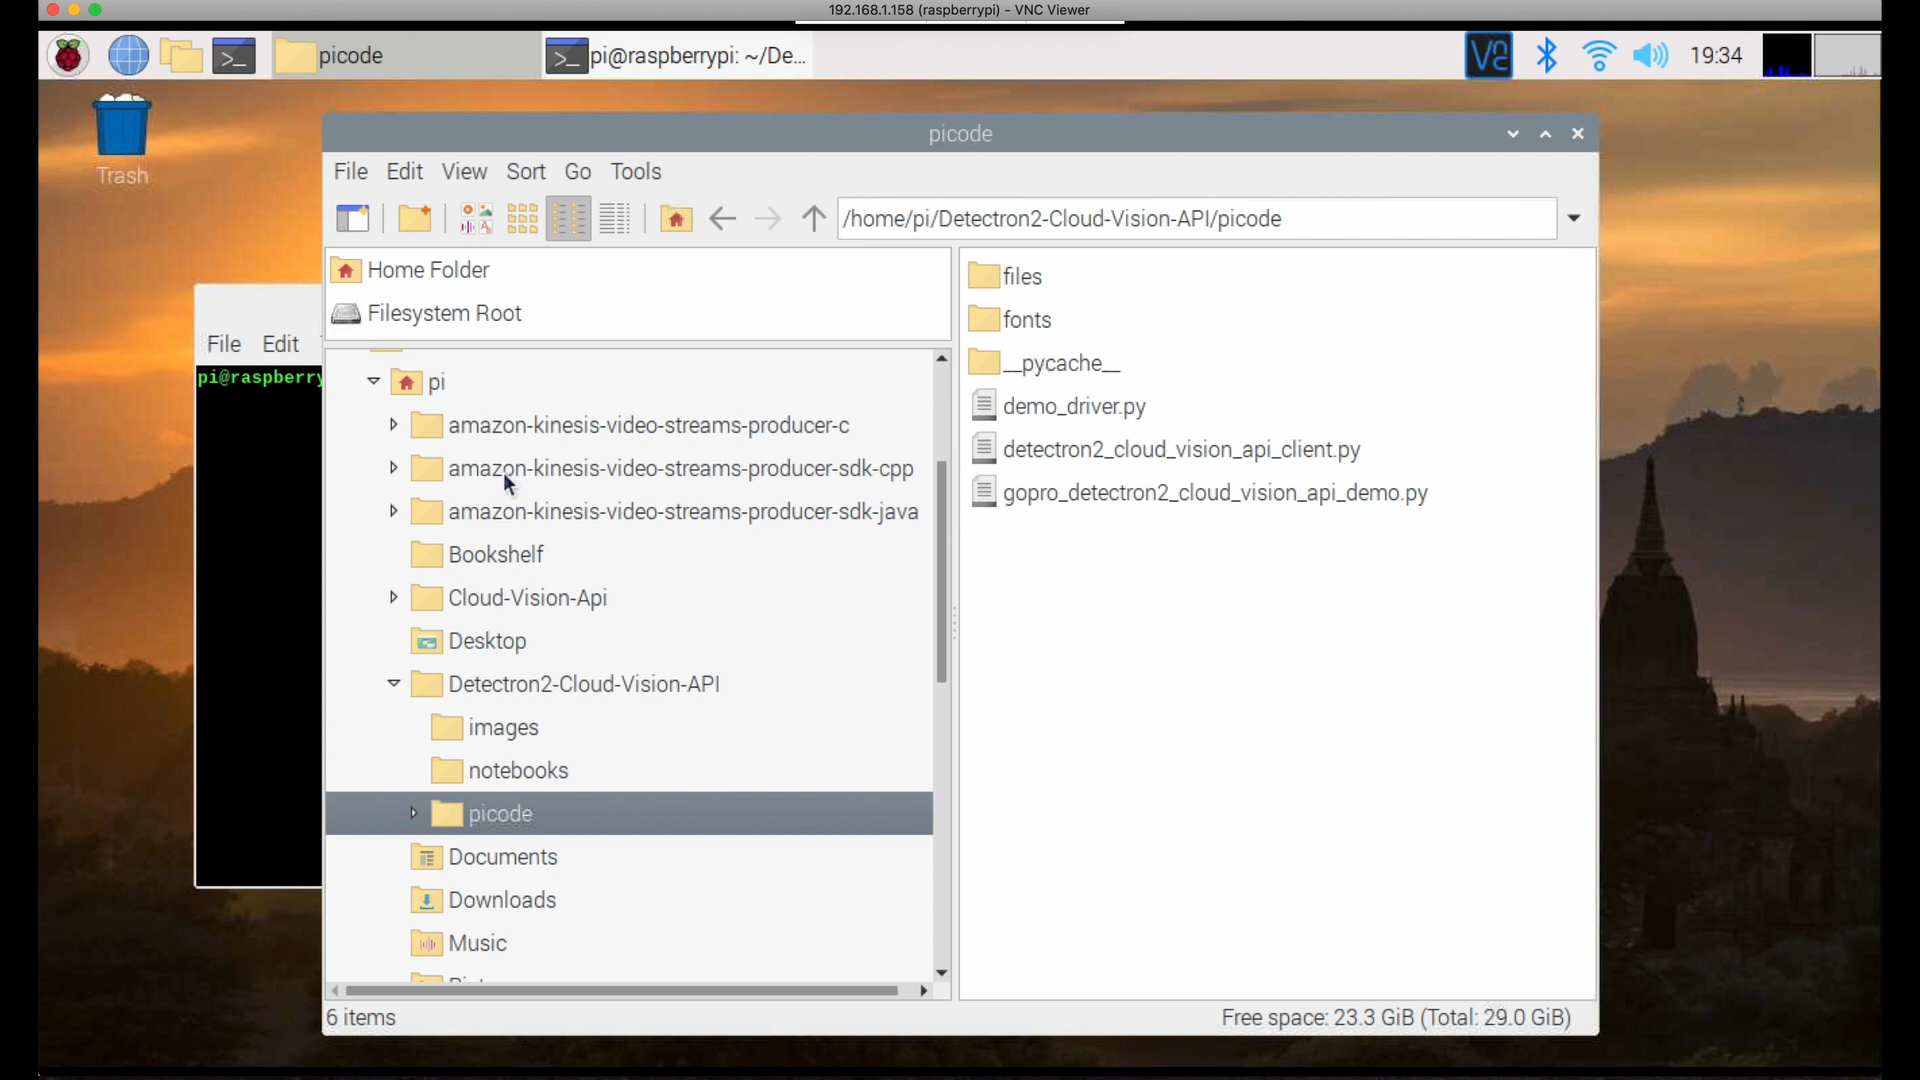 192.168.1.158 (raspberrypi) - VNC Viewer
picode
pi@raspberrypi: ~/De...
19:34
Trash
picode
File Edit View Sort Go Tools
/home/pi/Detectron2-Cloud-Vision-API/picode
Home Folder
Filesystem Root
File Edit
pi@raspberry
pi
amazon-kinesis-video-streams-producer-c
amazon-kinesis-video-streams-producer-sdk-cpp
amazon-kinesis-video-streams-producer-sdk-java
Bookshelf
Cloud-Vision-Api
Desktop
Detectron2-Cloud-Vision-API
images
notebooks
picode
Documents
Downloads
Music
files
fonts
__pycache__
demo_driver.py
detectron2_cloud_vision_api_client.py
gopro_detectron2_cloud_vision_api_demo.py
6 items
Free space: 23.3 GiB (Total: 29.0 GiB)